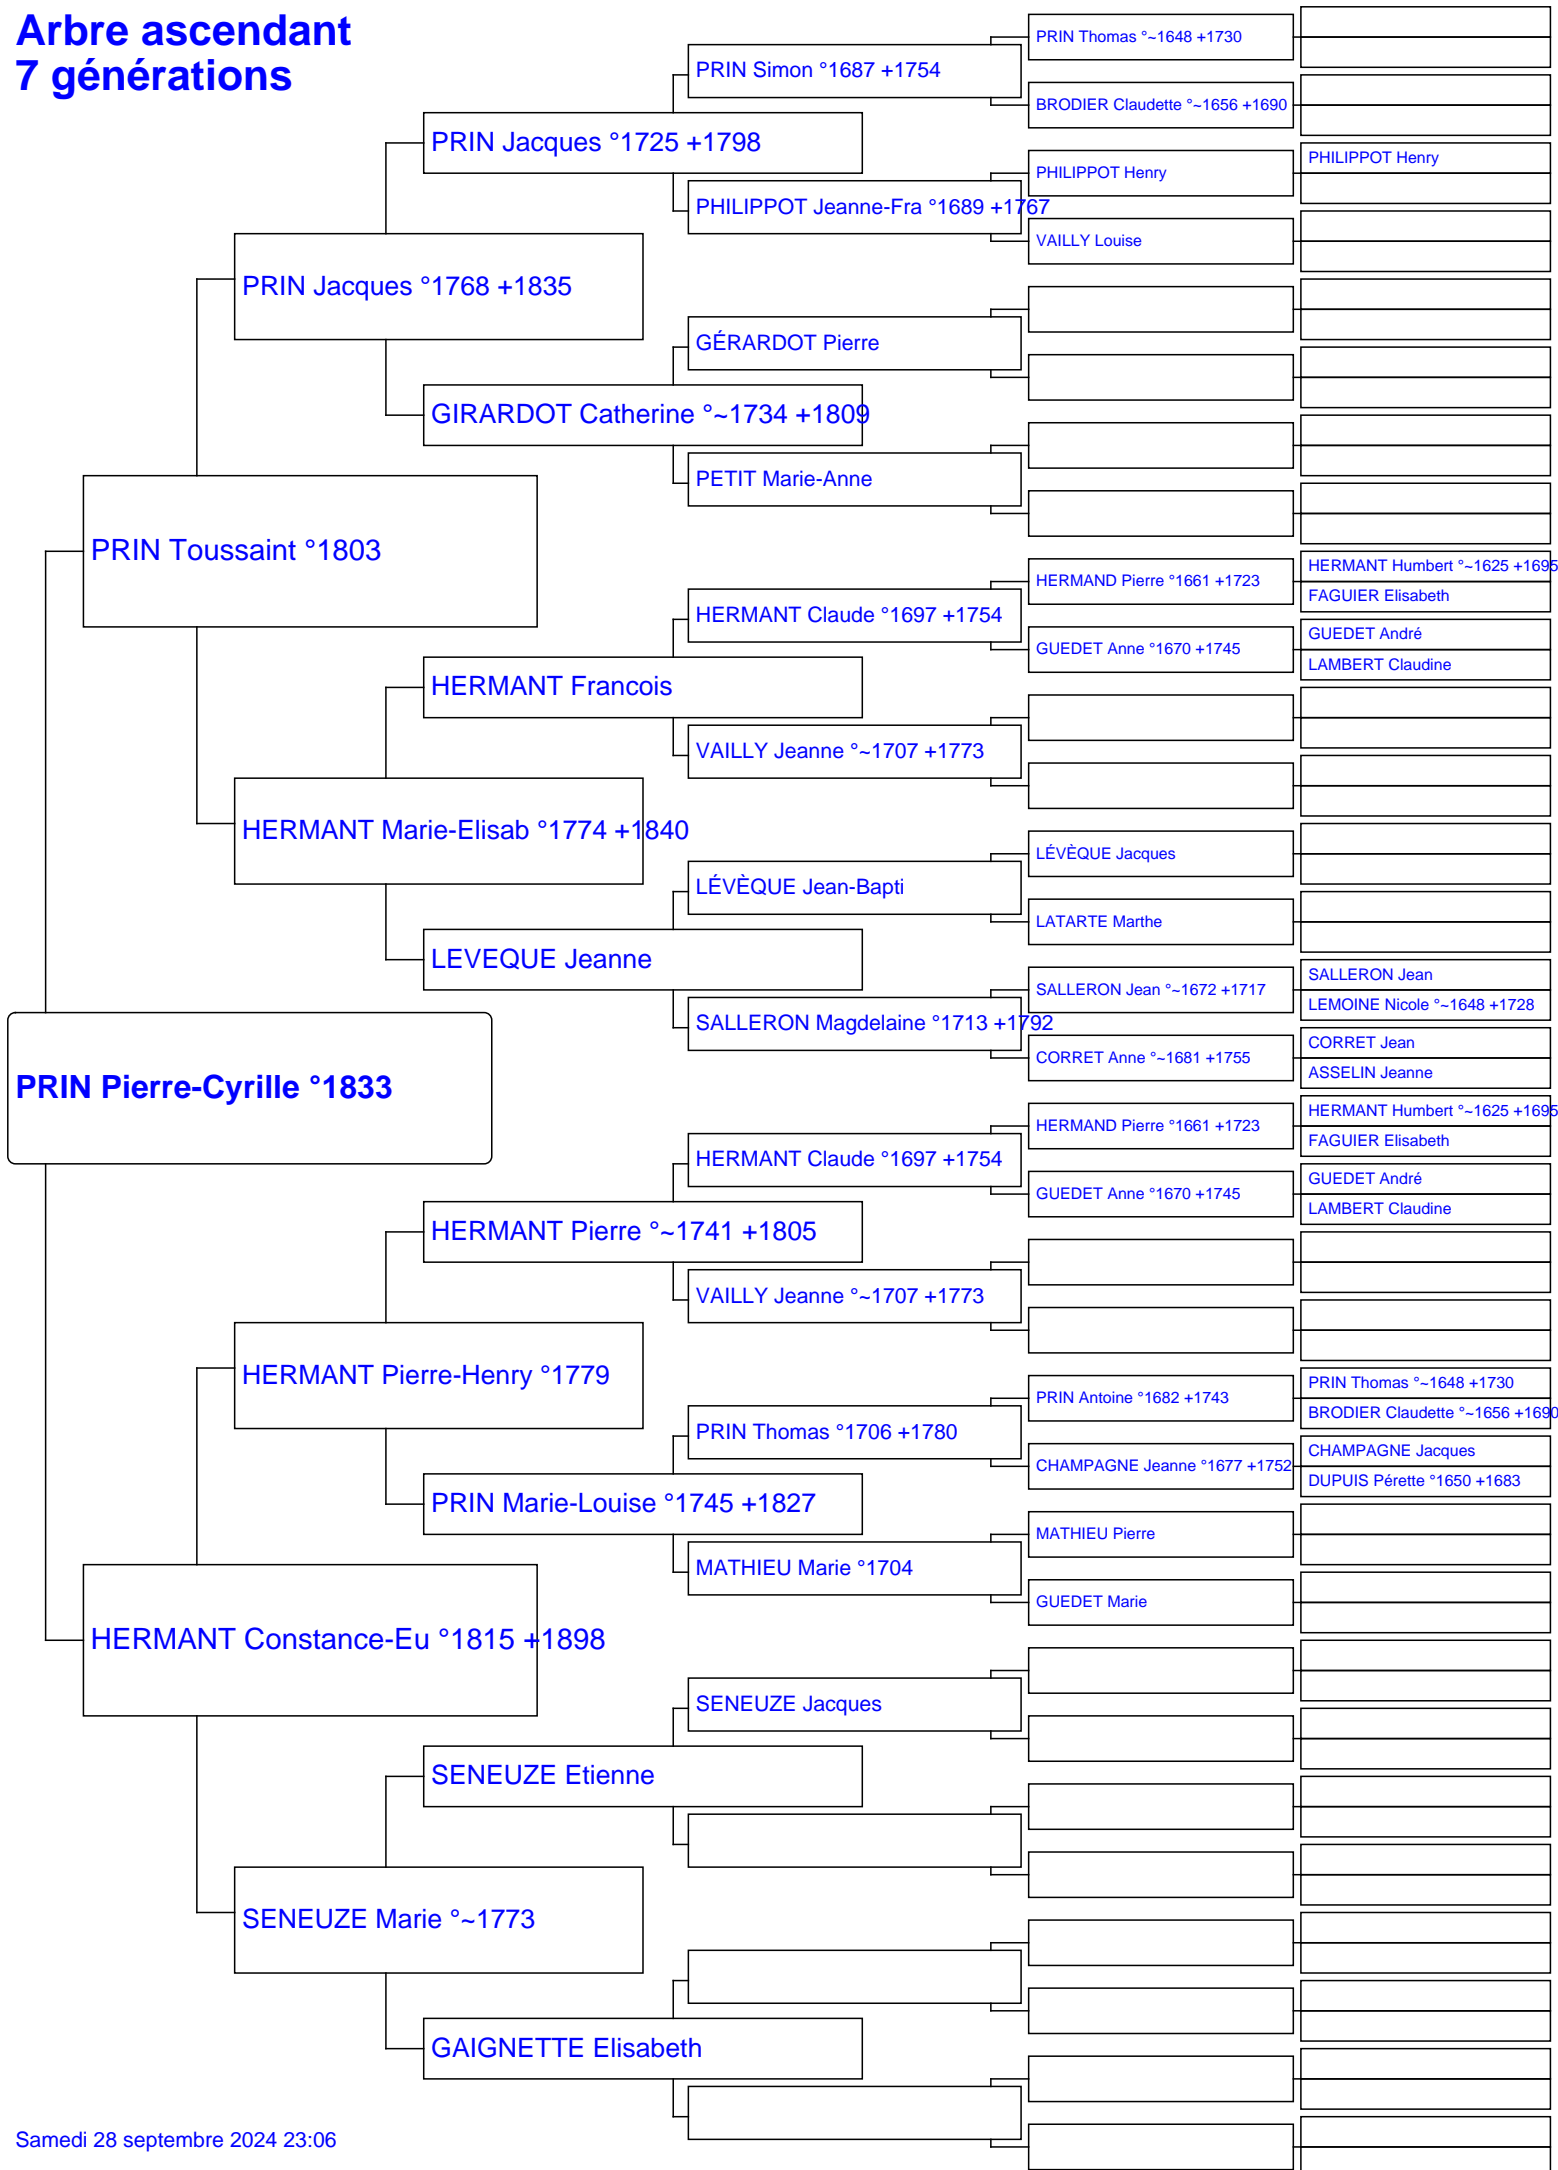 Arbre ascendant
7 générations
PRIN Thomas °~1648 +1730
PRIN Simon °1687 +1754
BRODIER Claudette °~1656 +1690
PRIN Jacques °1725 +1798
PHILIPPOT Henry
PHILIPPOT Henry
PHILIPPOT Jeanne-Fra °1689 +1767
VAILLY Louise
PRIN Jacques °1768 +1835
GÉRARDOT Pierre
GIRARDOT Catherine °~1734 +1809
PETIT Marie-Anne
PRIN Toussaint °1803
HERMANT Humbert °~1625 +1695
HERMAND Pierre °1661 +1723
FAGUIER Elisabeth
HERMANT Claude °1697 +1754
GUEDET André
GUEDET Anne °1670 +1745
LAMBERT Claudine
HERMANT Francois
VAILLY Jeanne °~1707 +1773
HERMANT Marie-Elisab °1774 +1840
LÉVÈQUE Jacques
LÉVÈQUE Jean-Bapti
LATARTE Marthe
LEVEQUE Jeanne
SALLERON Jean
SALLERON Jean °~1672 +1717
LEMOINE Nicole °~1648 +1728
SALLERON Magdelaine °1713 +1792
CORRET Jean
CORRET Anne °~1681 +1755
ASSELIN Jeanne
PRIN Pierre-Cyrille °1833
HERMANT Humbert °~1625 +1695
HERMAND Pierre °1661 +1723
FAGUIER Elisabeth
HERMANT Claude °1697 +1754
GUEDET André
GUEDET Anne °1670 +1745
LAMBERT Claudine
HERMANT Pierre °~1741 +1805
VAILLY Jeanne °~1707 +1773
HERMANT Pierre-Henry °1779
PRIN Thomas °~1648 +1730
PRIN Antoine °1682 +1743
BRODIER Claudette °~1656 +1690
PRIN Thomas °1706 +1780
CHAMPAGNE Jacques
CHAMPAGNE Jeanne °1677 +1752
DUPUIS Pérette °1650 +1683
PRIN Marie-Louise °1745 +1827
MATHIEU Pierre
MATHIEU Marie °1704
GUEDET Marie
HERMANT Constance-Eu °1815 +1898
SENEUZE Jacques
SENEUZE Etienne
SENEUZE Marie °~1773
GAIGNETTE Elisabeth
Samedi 28 septembre 2024 23:06